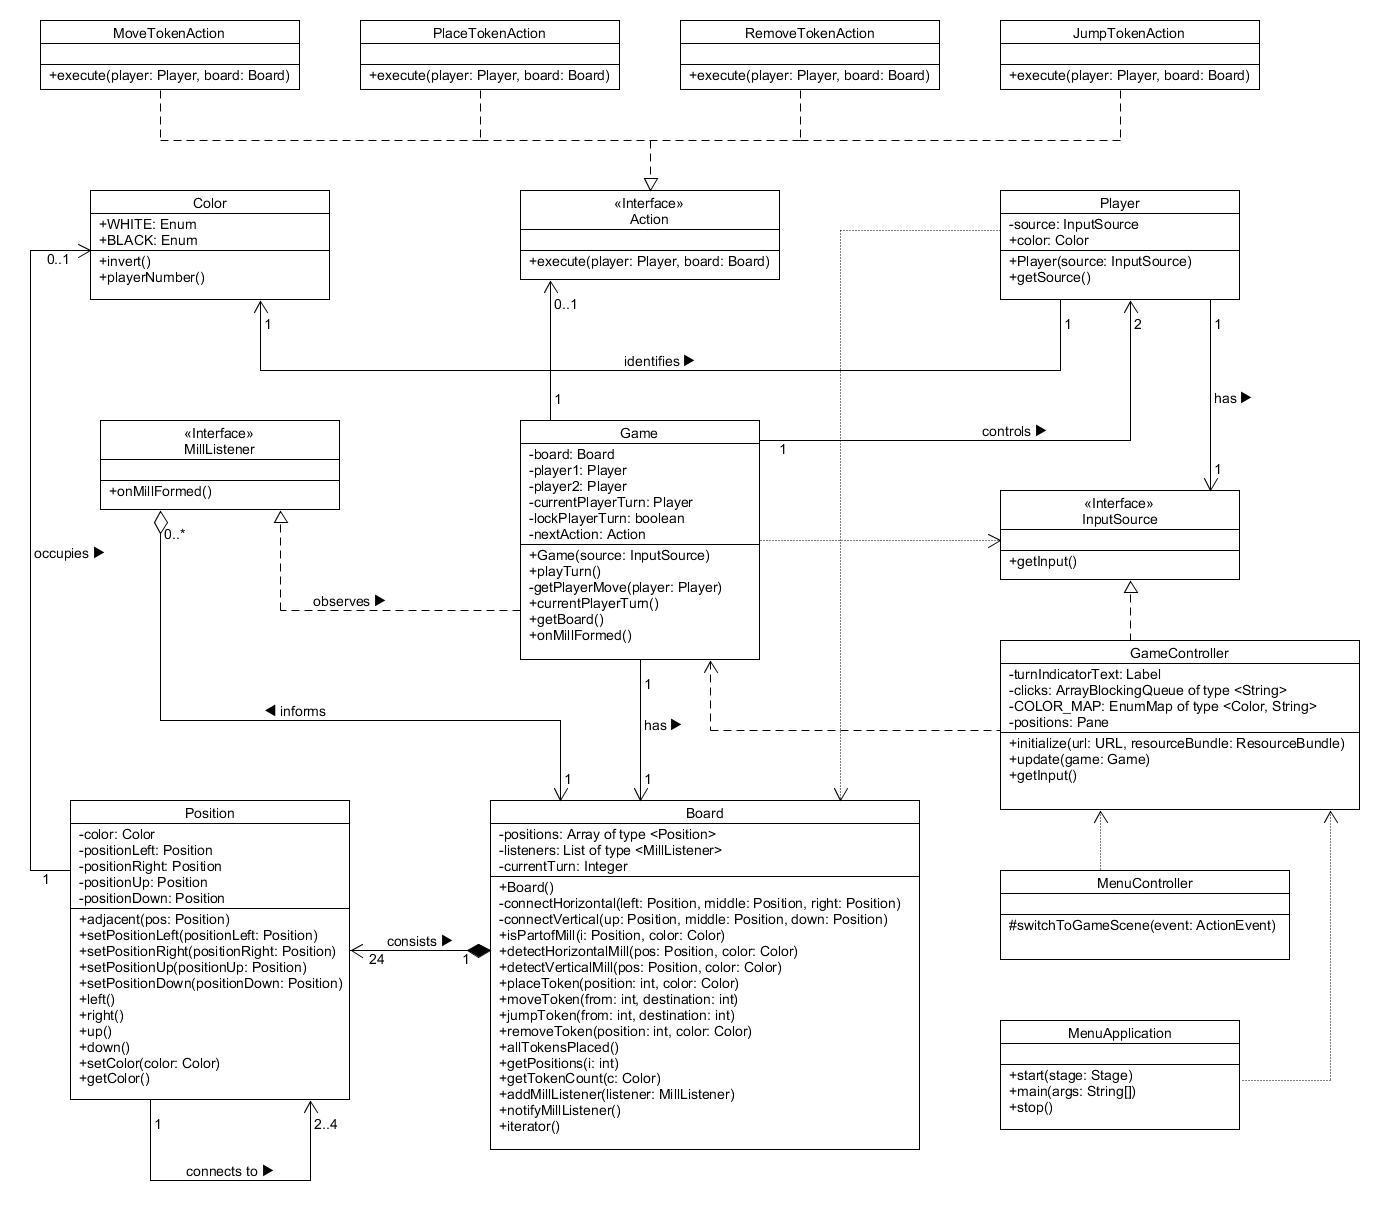 MoveTokenAction
+execute(player: Player, board: Board)
PlaceTokenAction
+execute(player: Player, board: Board)
RemoveTokenAction
+execute(player: Player, board: Board)
JumpTokenAction
+execute(player: Player, board: Board)
Color
+WHITE: Enum
+BLACK: Enum
+invert()
+playerNumber()
0..1
1
«Interface»
Action
+execute(player: Player, board: Board)
0..1
1
Player
-source: InputSource
+color: Color
+Player(source: InputSource)
+getSource()
1
2
1
identifies ▶
has ▶
1
controls ▶
1
«Interface»
MillListener
+onMillFormed()
0..*
occupies ▶
observes ▶
◀ informs
Game
-board: Board
-player1: Player
-player2: Player
-currentPlayerTurn: Player
-lockPlayerTurn: boolean
-nextAction: Action
+Game(source: InputSource)
+playTurn()
-getPlayerMove(player: Player)
+currentPlayerTurn()
+getBoard()
+onMillFormed()
1
has ▶
1
1
«Interface»
InputSource
+getInput()
GameController
-turnIndicatorText: Label
-clicks: ArrayBlockingQueue of type <String>
-COLOR_MAP: EnumMap of type <Color, String>
-positions: Pane
+initialize(url: URL, resourceBundle: ResourceBundle)
+update(game: Game)
+getInput()
Position
-color: Color
-positionLeft: Position
-positionRight: Position
-positionUp: Position
-positionDown: Position
+adjacent(pos: Position)
+setPositionLeft(positionLeft: Position)
+setPositionRight(positionRight: Position)
+setPositionUp(positionUp: Position)
+setPositionDown(positionDown: Position)
+left()
+right()
+up()
+down()
+setColor(color: Color)
+getColor()
1
1
2..4
connects to ▶
consists ▶
24
1
Board
-positions: Array of type <Position>
-listeners: List of type <MillListener>
-currentTurn: Integer
+Board()
-connectHorizontal(left: Position, middle: Position, right: Position)
-connectVertical(up: Position, middle: Position, down: Position)
+isPartofMill(i: Position, color: Color)
+detectHorizontalMill(pos: Position, color: Color)
+detectVerticalMill(pos: Position, color: Color)
+placeToken(position: int, color: Color)
+moveToken(from: int, destination: int)
+jumpToken(from: int, destination: int)
+removeToken(position: int, color: Color)
+allTokensPlaced()
+getPositions(i: int)
+getTokenCount(c: Color)
+addMillListener(listener: MillListener)
+notifyMillListener()
+iterator()
MenuController
#switchToGameScene(event: ActionEvent)
MenuApplication
+start(stage: Stage)
+main(args: String[])
+stop()